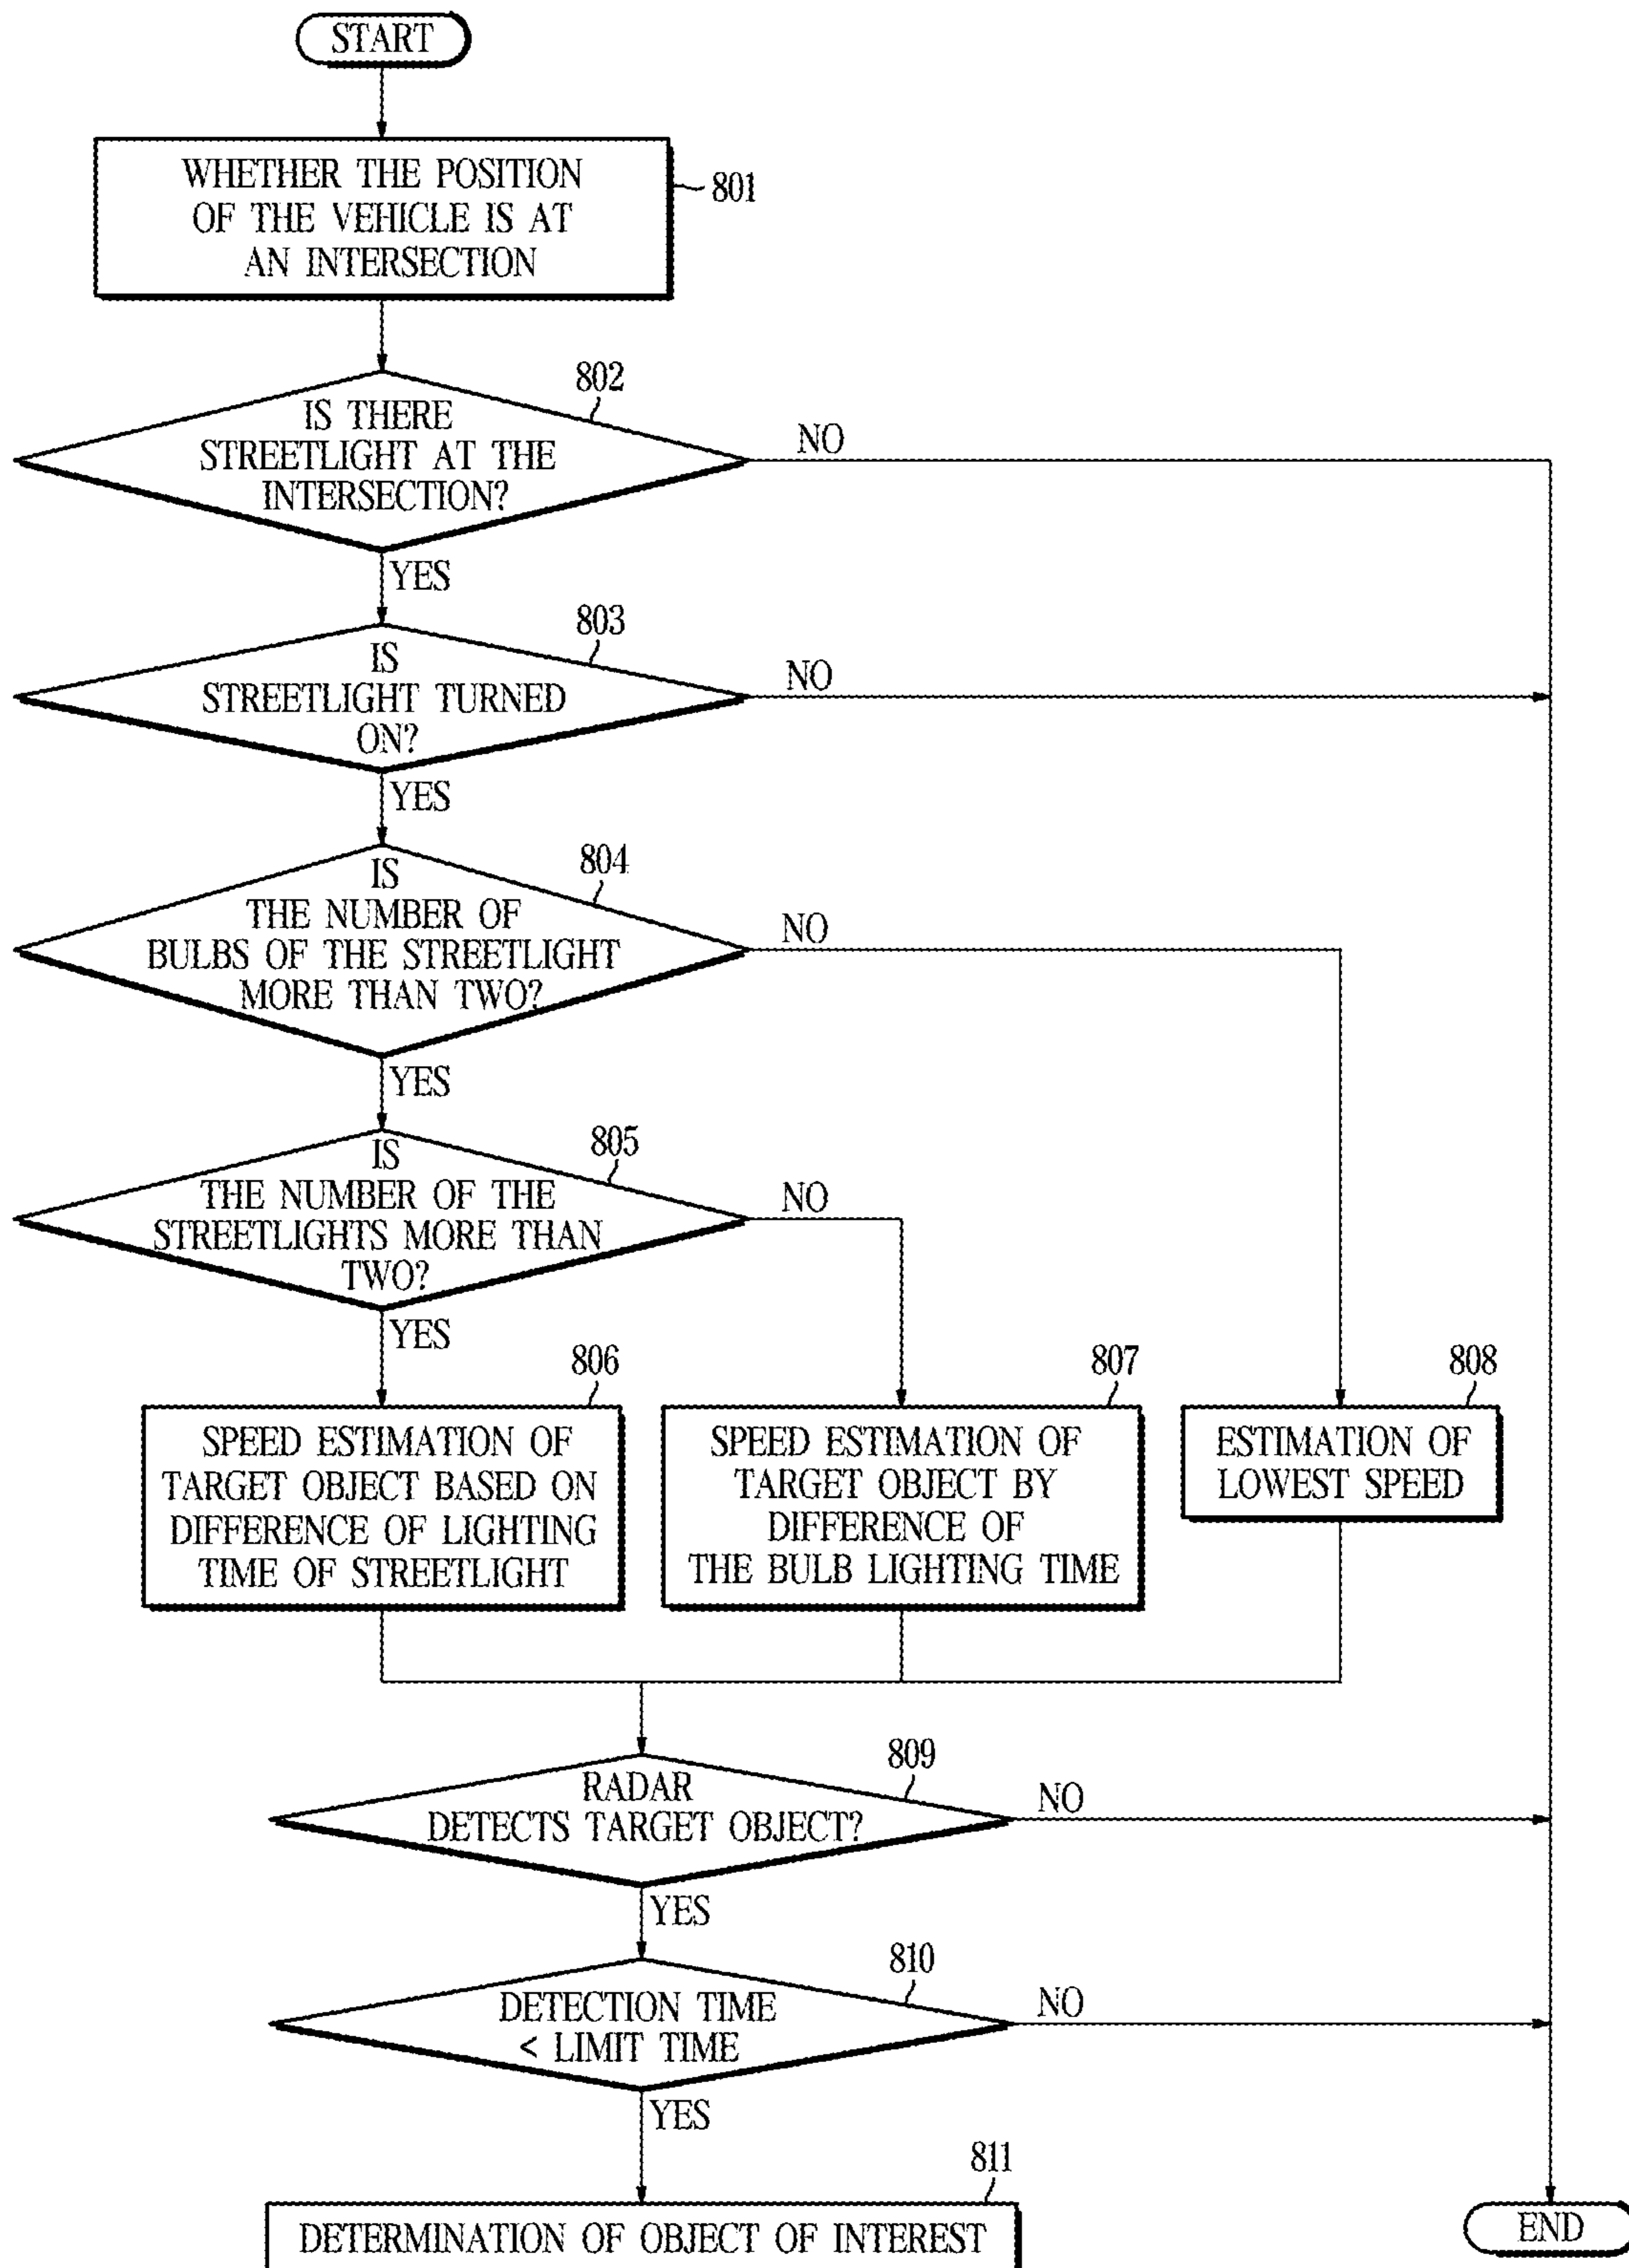 START
WHETHER THE POSITION
OF THE VEHICLE IS AT
AN INTERSECTION
801
802
IS THERE
STREETLIGHT AT THE
INTERSECTION?
NO
YES
803
IS
STREETLIGHT TURNED
ON?
NO
YES
804
IS
THE NUMBER OF
BULBS OF THE STREETLIGHT
MORE THAN TWO?
NO
YES
805
IS
THE NUMBER OF THE
STREETLIGHTS MORE THAN
TWO?
NO
YES
806
SPEED ESTIMATION OF
TARGET OBJECT BASED ON
DIFFERENCE OF LIGHTING
TIME OF STREETLIGHT
807
SPEED ESTIMATION OF
TARGET OBJECT BY
DIFFERENCE OF
THE BULB LIGHTING TIME
808
ESTIMATION OF
LOWEST SPEED
809
RADAR
DETECTS TARGET OBJECT?
NO
YES
810
DETECTION TIME
< LIMIT TIME
NO
YES
811
DETERMINATION OF OBJECT OF INTEREST
END